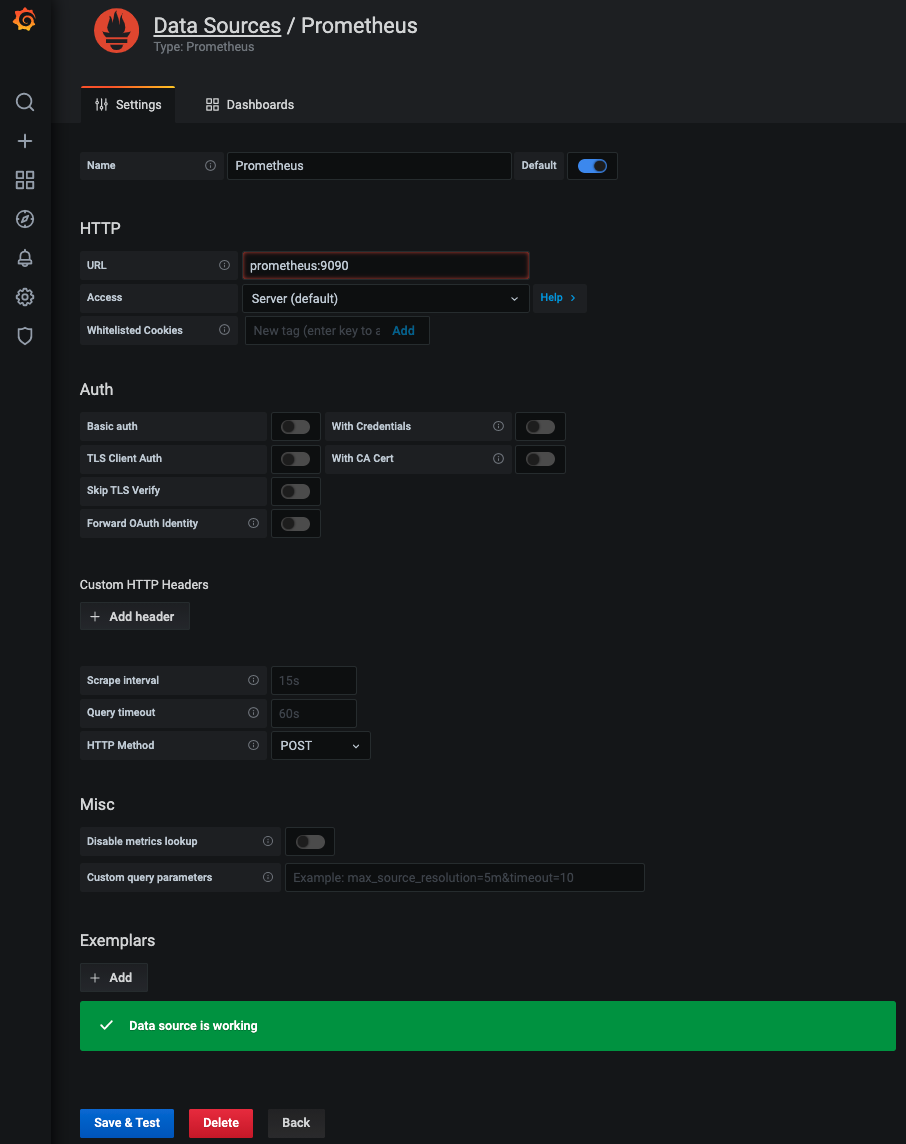 Data Sources / Prometheus
Type: Prometheus
Settings Dashboards
Name Prometheus Default
HTTP
URL prometheus:9090
Access Server (default) Help
Whitelisted Cookies New tag (enter key to a Add
Auth
Basic auth With Credentials
TLS Client Auth With CA Cert
Skip TLS Verify
Forward OAuth Identity
Custom HTTP Headers
+ Add header
Scrape interval 15s
Query timeout 60s
HTTP Method POST
Misc
Disable metrics lookup
Custom query parameters Example: max_source_resolution=5m&timeout=10
Exemplars
+ Add
Data source is working
Save & Test Delete Back